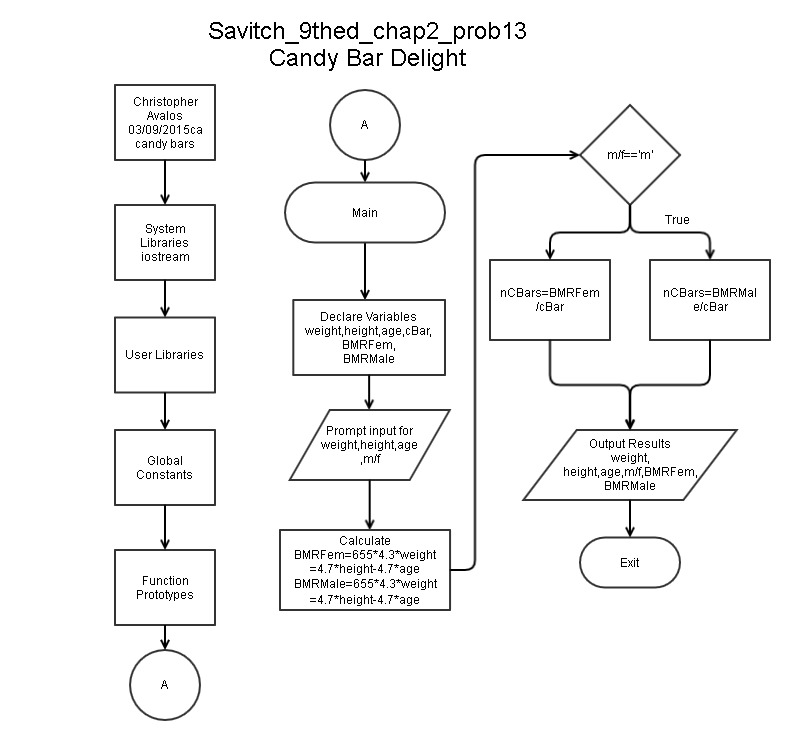 Savitch_9thed_chap2_prob13
Candy Bar Delight
Christopher
Avalos
03/09/2015ca
candy bars
System
Libraries
iostream
User Libraries
Global
Constants
Function
Prototypes
A
A
Main
Declare Variables
weight,height,age,cBar,
BMRFem,
BMRMale
Prompt input for
weight,height,age
,m/f
Calculate
BMRFem=655*4.3*weight
=4.7*height-4.7*age
BMRMale=655*4.3*weight
=4.7*height-4.7*age
m/f=='m'
True
nCBars=BMRFem
/cBar
nCBars=BMRMal
e/cBar
Output Results
weight,
height,age,m/f,BMRFem,
BMRMale
Exit